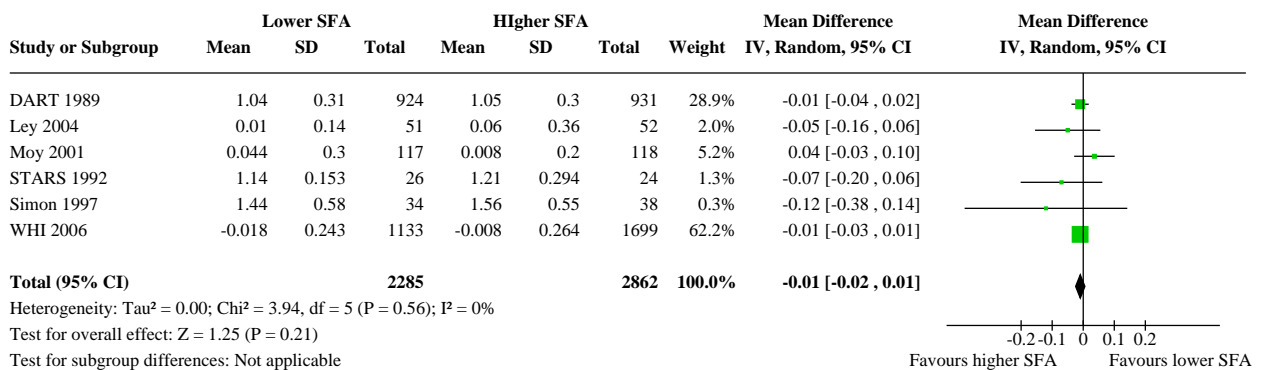 Lower SFA HIgher SFA Mean Difference Mean Difference
Study or Subgroup Mean SD Total Mean SD Total Weight IV, Random, 95% CI IV, Random, 95% CI
DART 1989 1.04 0.31 924 1.05 0.3 931 28.9% -0.01 [-0.04 , 0.02]
Ley 2004 0.01 0.14 51 0.06 0.36 52 2.0% -0.05 [-0.16 , 0.06]
Moy 2001 0.044 0.3 117 0.008 0.2 118 5.2% 0.04 [-0.03 , 0.10]
STARS 1992 1.14 0.153 26 1.21 0.294 24 1.3% -0.07 [-0.20 , 0.06]
Simon 1997 1.44 0.58 34 1.56 0.55 38 0.3% -0.12 [-0.38 , 0.14]
WHI 2006 -0.018 0.243 1133 -0.008 0.264 1699 62.2% -0.01 [-0.03 , 0.01]
Total (95% CI) 2285 2862 100.0% -0.01 [-0.02 , 0.01]
Heterogeneity: Tau² = 0.00; Chi² = 3.94, df = 5 (P = 0.56); I² = 0%
Test for overall effect: Z = 1.25 (P = 0.21)
Test for subgroup differences: Not applicable
-0.2 -0.1 0 0.1 0.2
Favours higher SFA Favours lower SFA